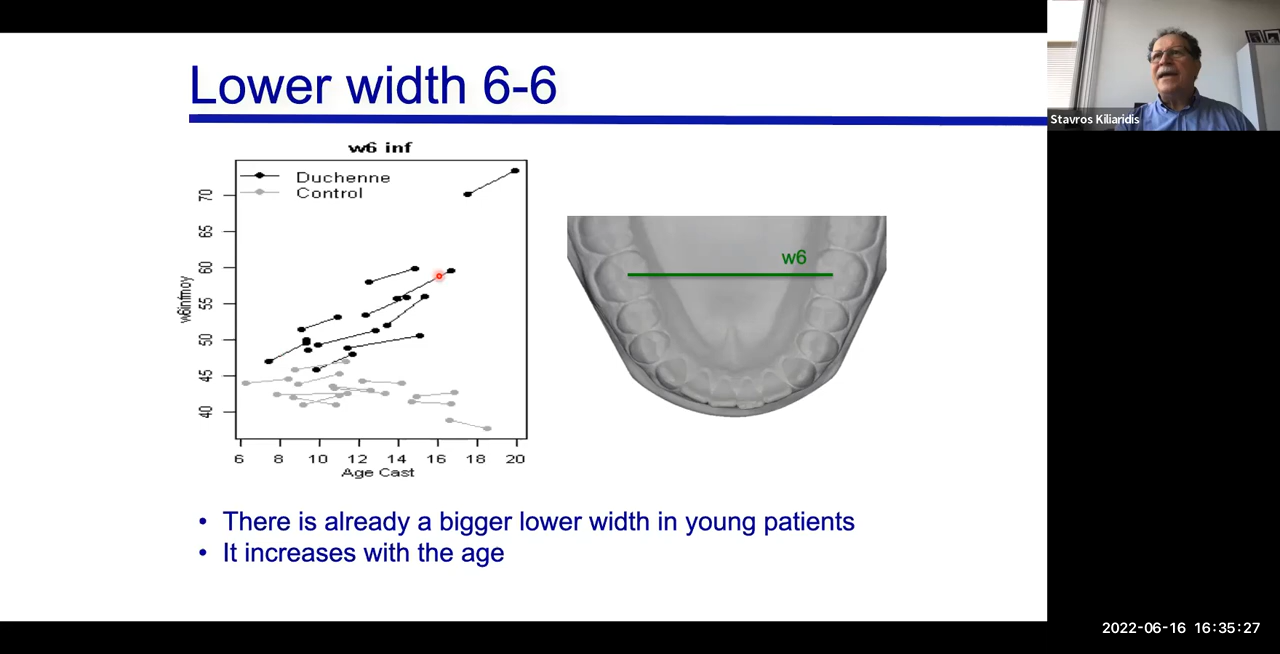 Lower width 6-6
Stavros Kiliaridis
w6 inf
Duchenne
Control
70
65
60
55
50
45
40
w6infmoy
6 8 10 12 14 16 18 20
Age Cast
w6
• There is already a bigger lower width in young patients
• It increases with the age
2022-06-16 16:35:27